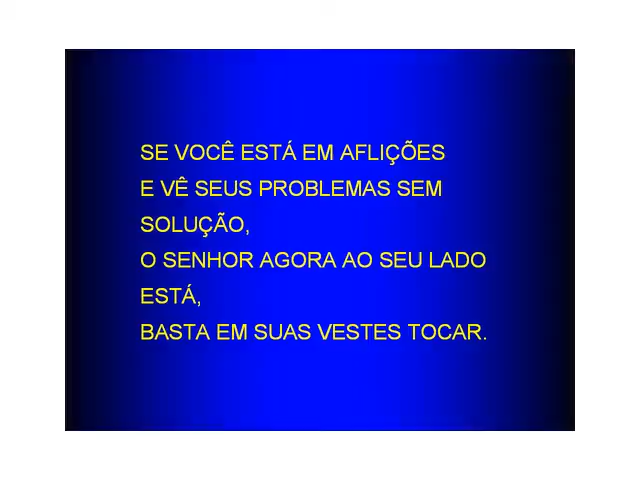 SE VOCÊ ESTÁ EM AFLIÇÕES
E VÊ SEUS PROBLEMAS SEM
SOLUÇÃO,
O SENHOR AGORA AO SEU LADO
ESTÁ,
BASTA EM SUAS VESTES TOCAR.